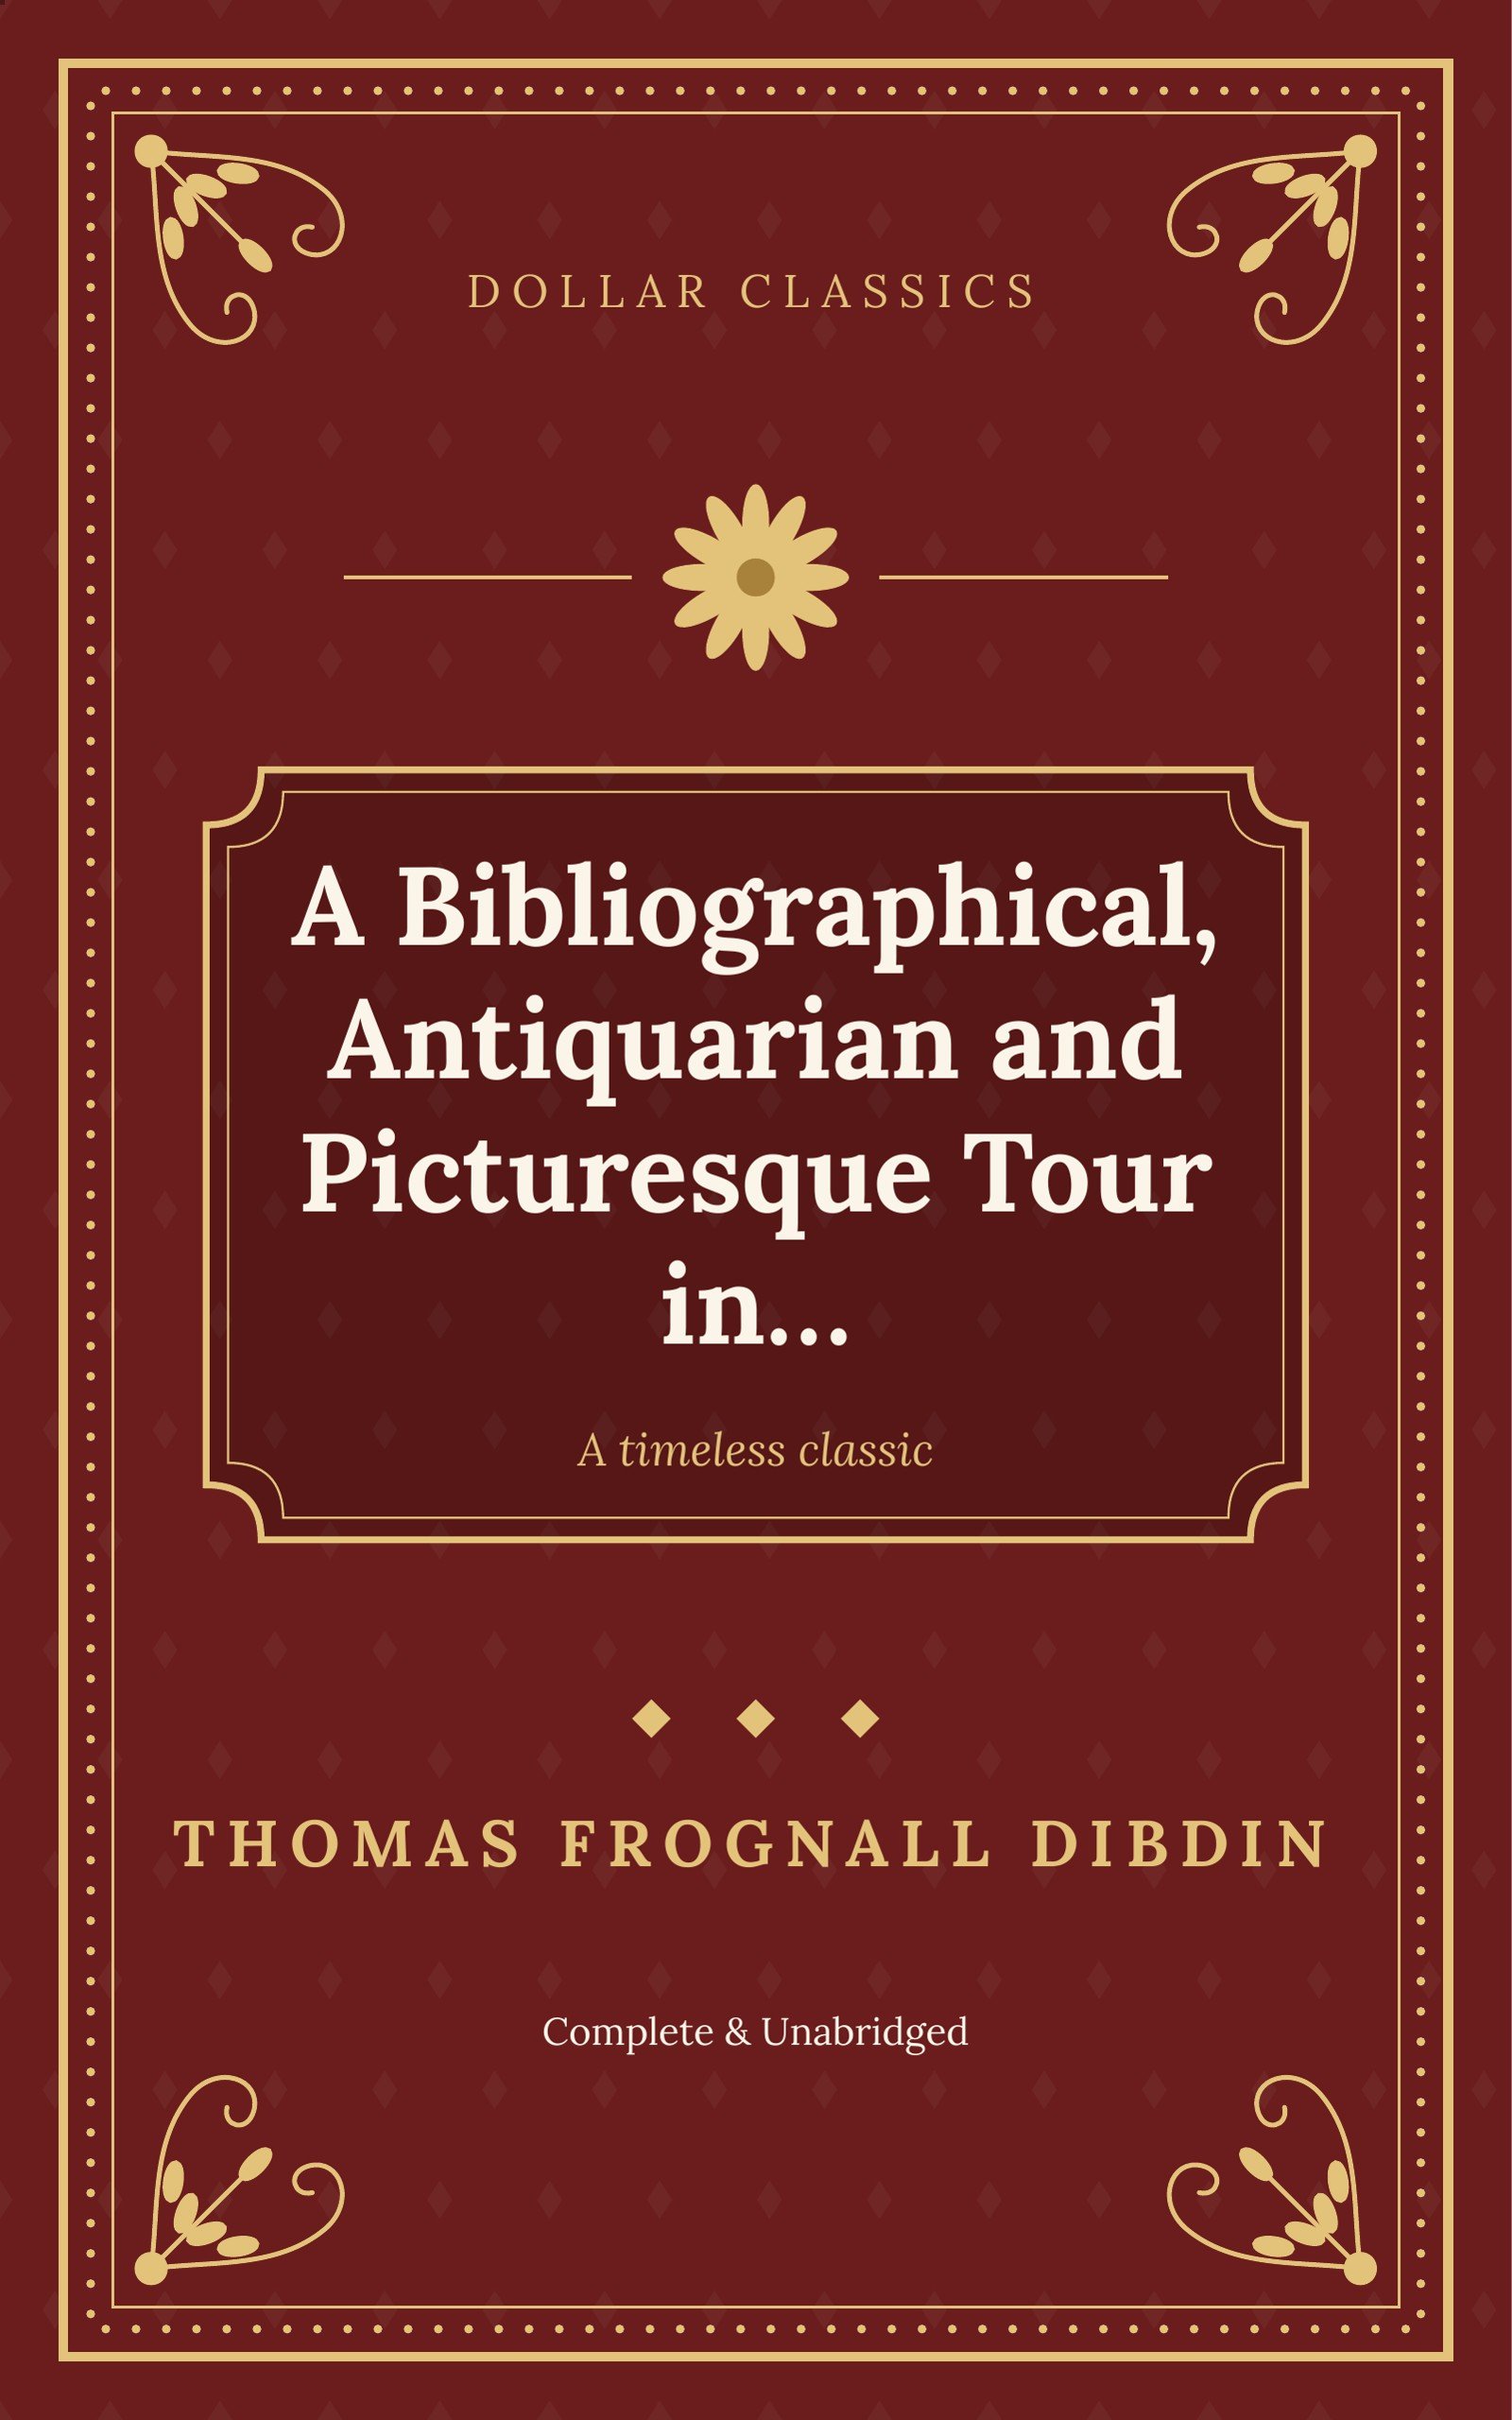 DOLLAR CLASSICS
A Bibliographical,
Antiquarian and
Picturesque Tour
in...
A timeless classic
THOMAS FROGNALL DIBDIN
Complete & Unabridged